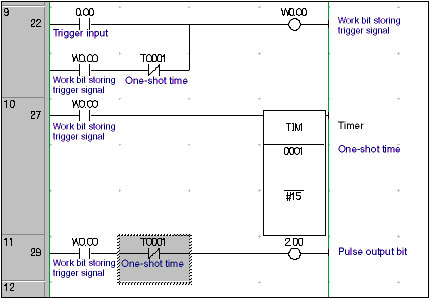 9
22
0.00
W0.00
Trigger input
Work bit storing
trigger signal
W0.00
T0001
Work bit storing
trigger signal
One-shot time
10
27
W0.00
Work bit storing
trigger signal
TIM
Timer
0001
One-shot time
#15
11
29
W0.00
T0001
2.00
Work bit storing
trigger signal
One-shot time
Pulse output bit
12